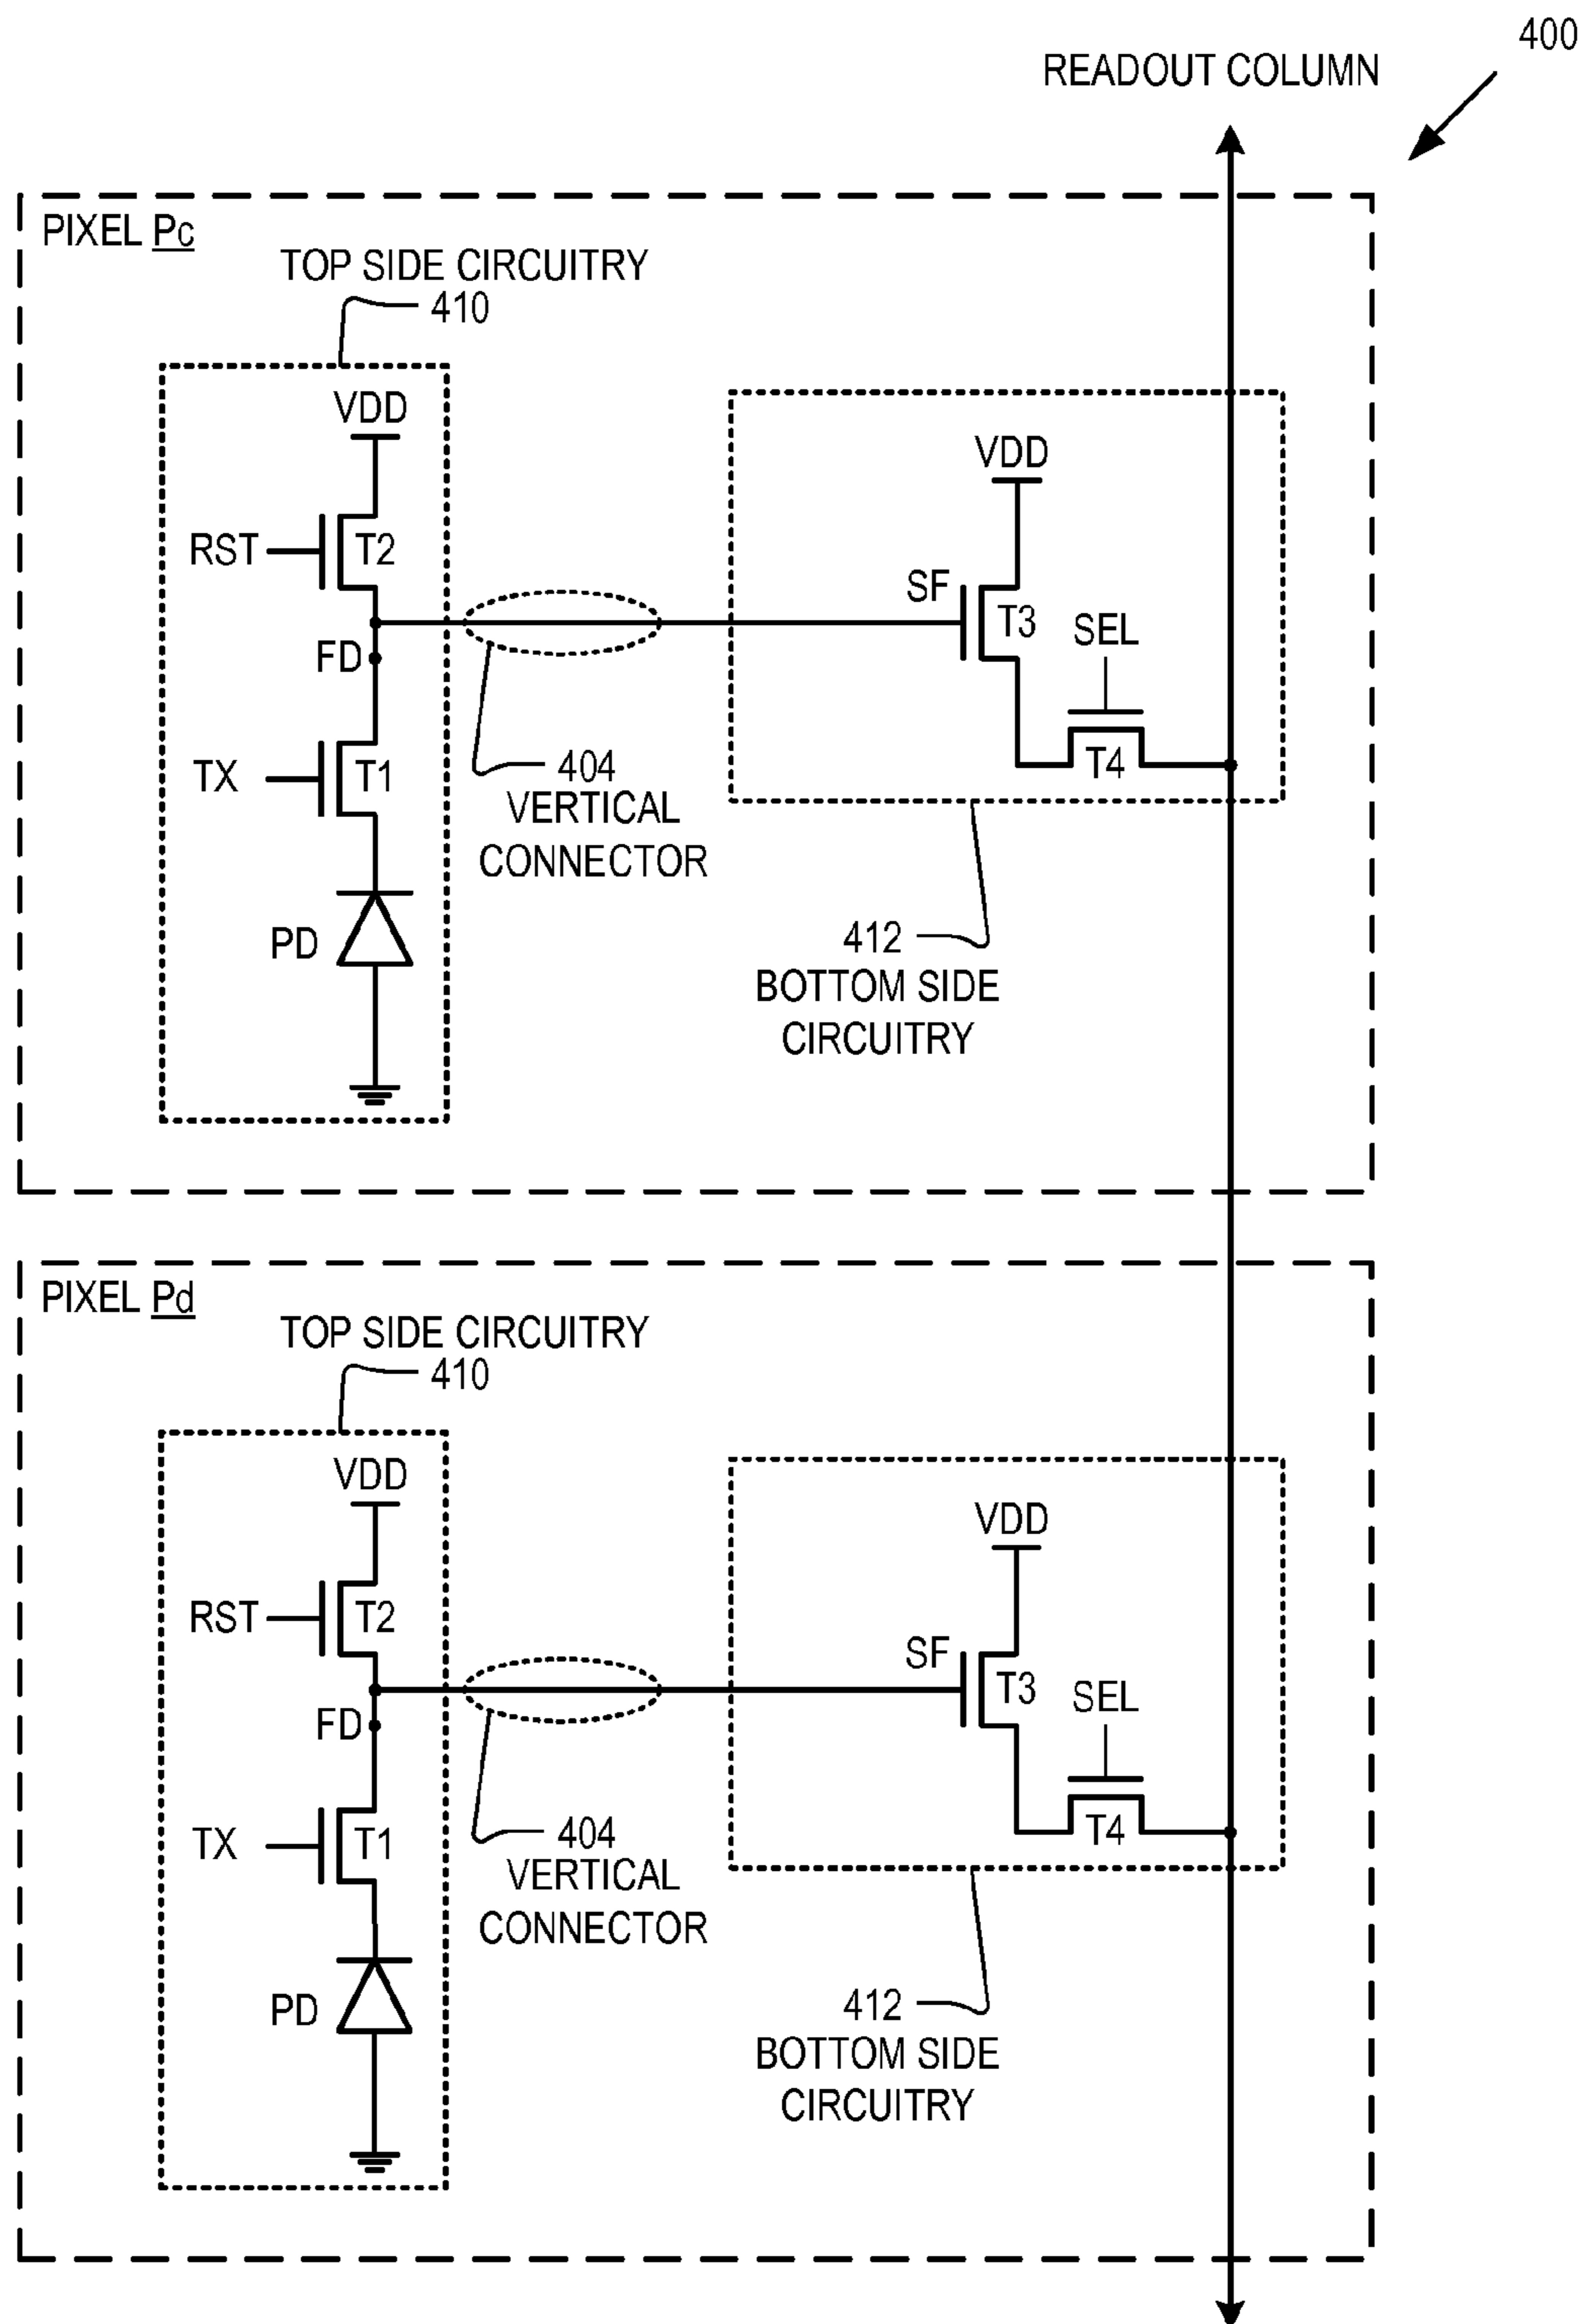 400
READOUT COLUMN
PIXEL Pc
TOP SIDE CIRCUITRY
410
VDD
VDD
RST
T2
SF
T3
SEL
FD
TX
T1
404
T4
VERTICAL
CONNECTOR
PD
412
BOTTOM SIDE
CIRCUITRY
PIXEL Pd
TOP SIDE CIRCUITRY
410
VDD
VDD
RST
T2
SF
T3
SEL
FD
TX
T1
404
T4
VERTICAL
CONNECTOR
PD
412
BOTTOM SIDE
CIRCUITRY